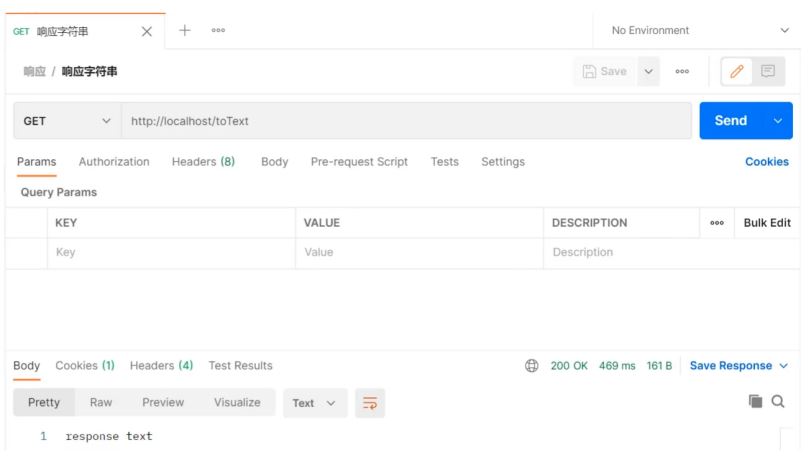 GET 响应字符串
No Environment
响应 / 响应字符串
Save
GET http://localhost/toText Send
Params Authorization Headers (8) Body Pre-request Script Tests Settings Cookies
Query Params
KEY VALUE DESCRIPTION Bulk Edit
Key Value Description
Body Cookies (1) Headers (4) Test Results 200 OK 469 ms 161 B Save Response
Pretty Raw Preview Visualize Text
1 response text